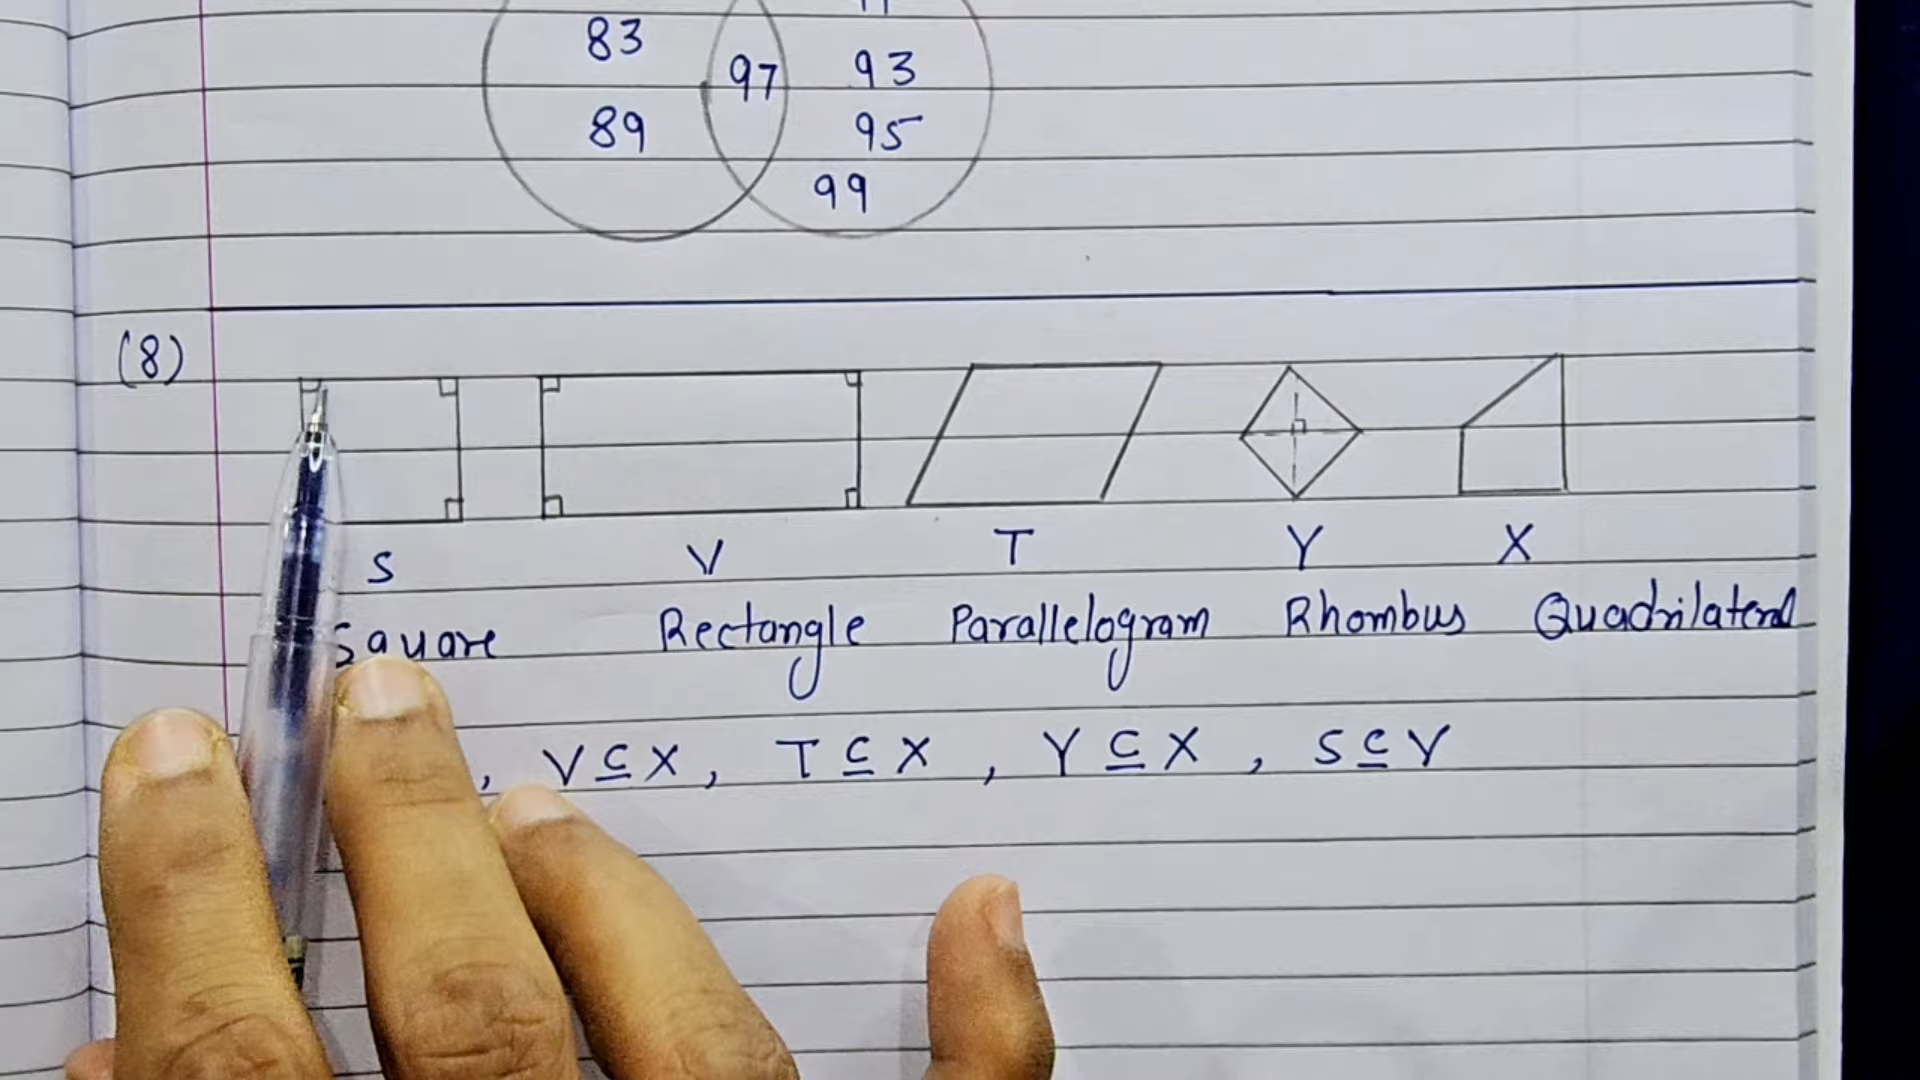 83
97
93
89
95
99
(8)
S V T Y X
Square Rectangle Parallelogram Rhombus Quadrilateral
, V ⊆ X , T ⊆ X , Y ⊆ X , S ⊆ V